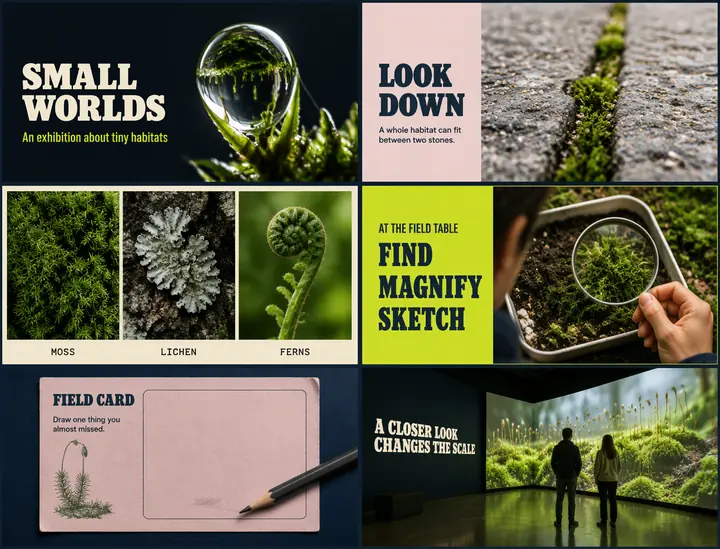 SMALL
WORLDS
An exhibition about tiny habitats
LOOK
DOWN
A whole habitat can fit
between two stones.
MOSS
LICHEN
FERNS
AT THE FIELD TABLE
FIND
MAGNIFY
SKETCH
FIELD CARD
Draw one thing you
almost missed.
A CLOSER LOOK
CHANGES THE SCALE